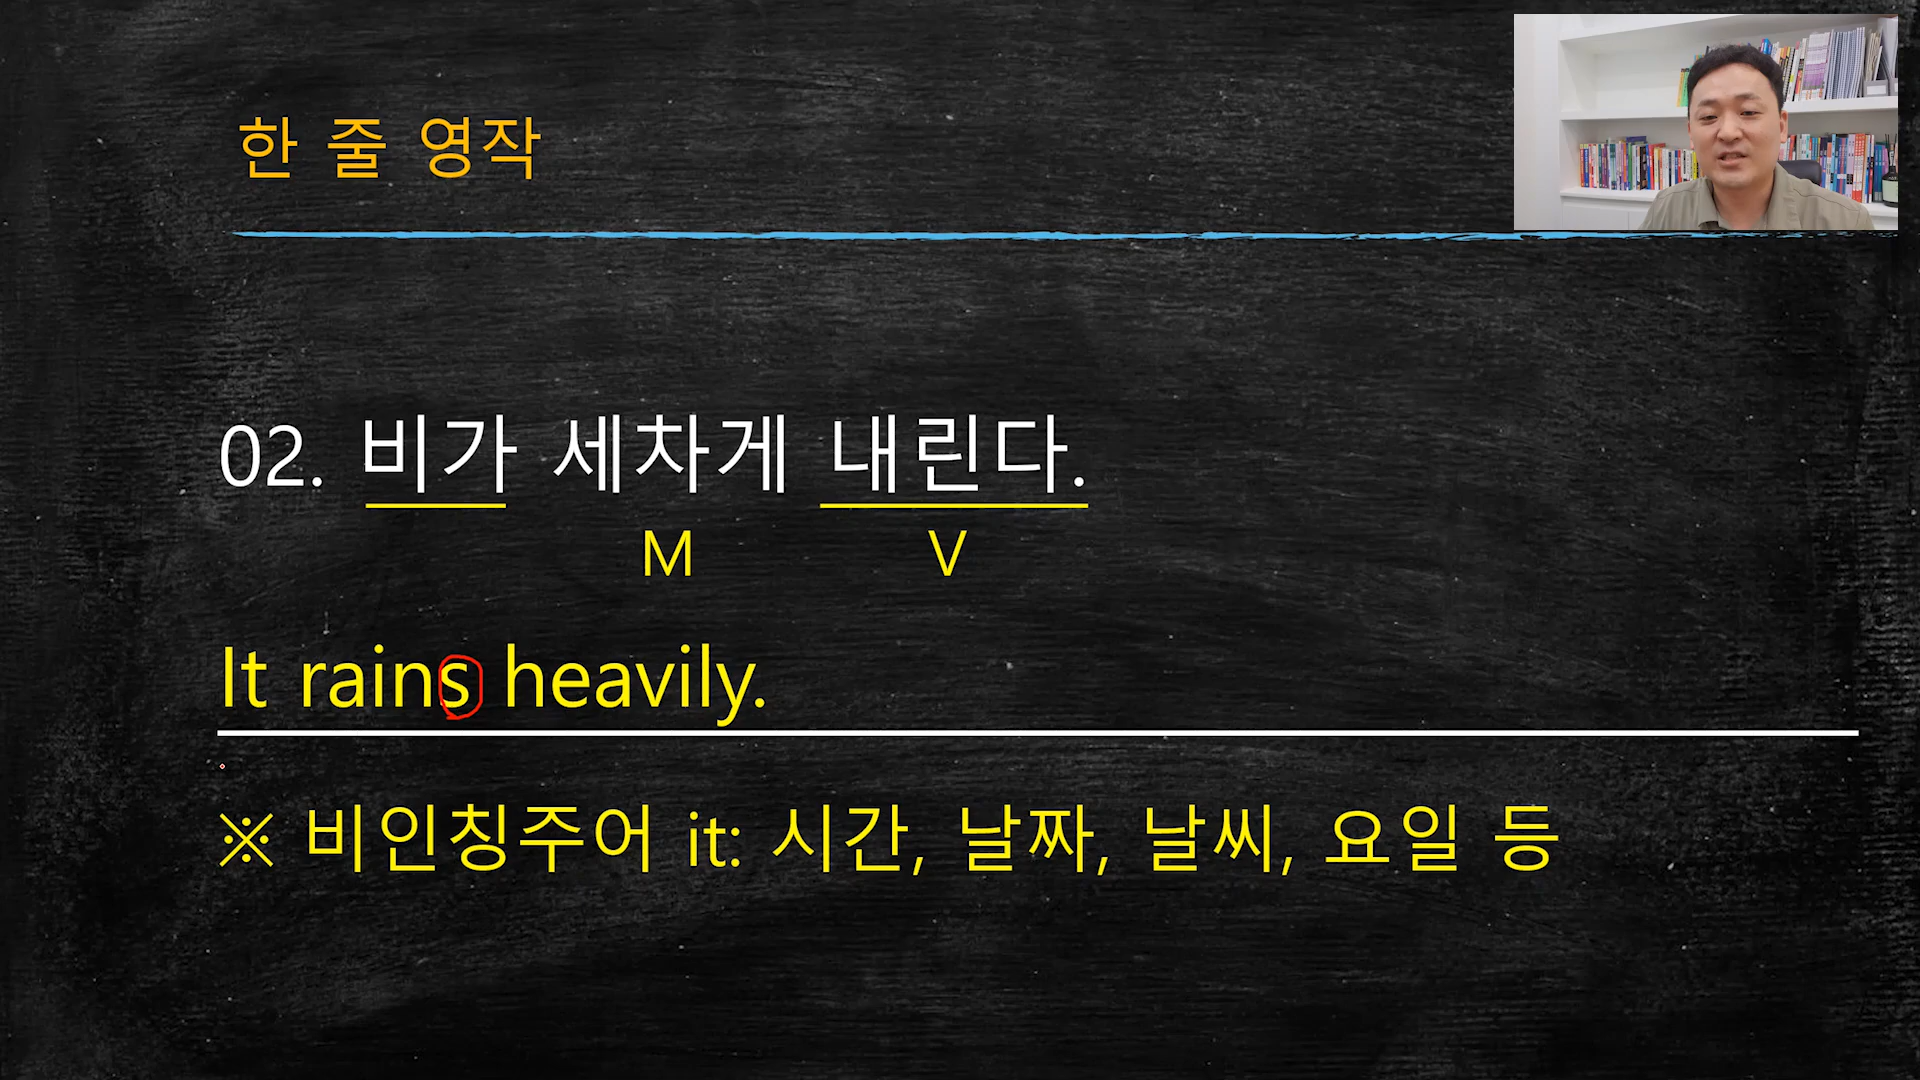 한 줄 영작
02. 비가 세차게 내린다.
M V
It rains heavily.
※ 비인칭주어 it: 시간, 날짜, 날씨, 요일 등